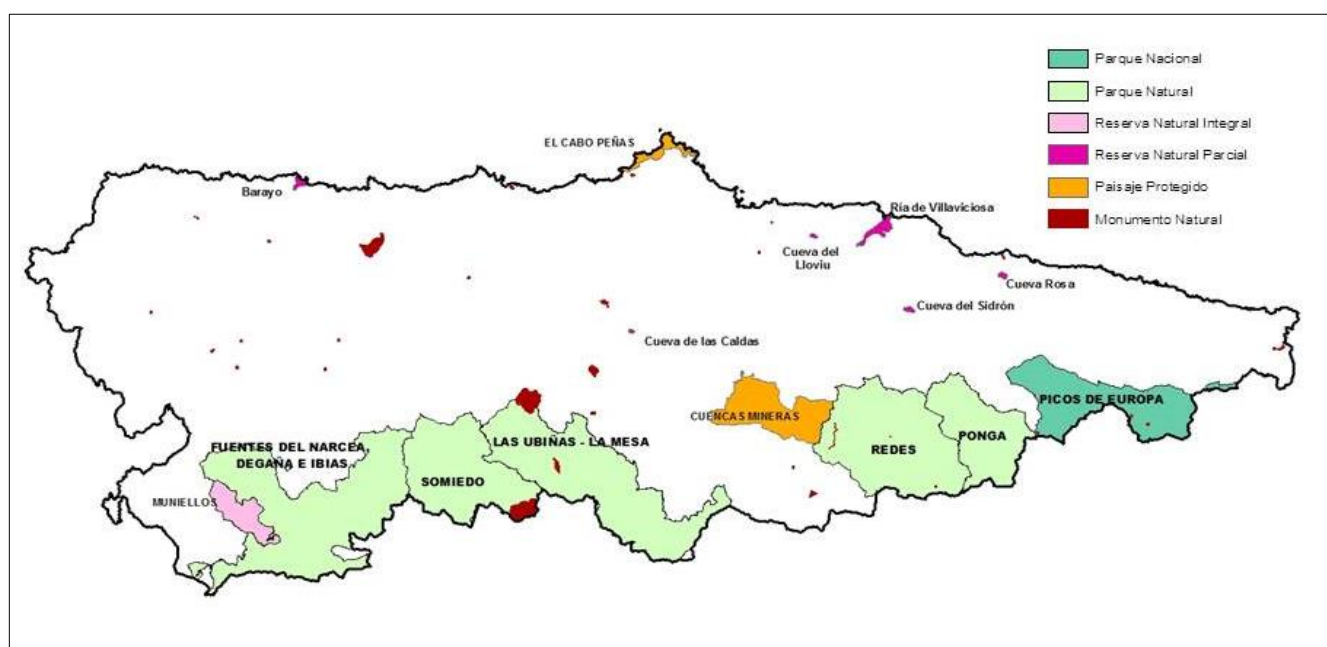 Parque Nacional
Parque Natural
Reserva Natural Integral
Reserva Natural Parcial
Paisaje Protegido
Monumento Natural
EL CABO PEÑAS
Barayo
Ría de Villaviciosa
Cueva del
Lloviu
Cueva Rosa
Cueva del Sidrón
Cueva de las Caldas
PICOS DE EUROPA
CUENCAS MINERAS
REDES
PONGA
LAS UBIÑAS - LA MESA
FUENTES DEL NARCEA,
DEGAÑA E IBIAS
SOMIEDO
MUNIELLOS